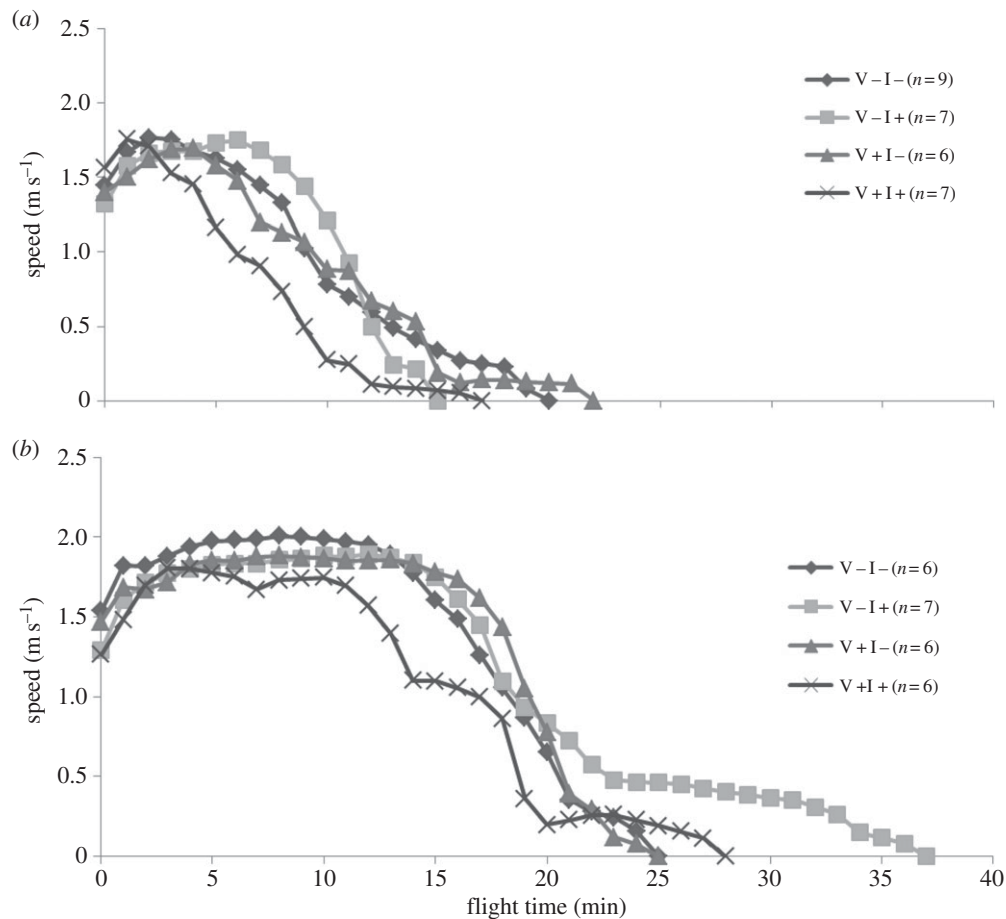 (a)
2.5
2.0
1.5
1.0
0.5
0
speed (m s⁻¹)
V – I – (n = 9)
V – I + (n = 7)
V + I – (n = 6)
V + I + (n = 7)
(b)
2.5
2.0
1.5
1.0
0.5
0
speed (m s⁻¹)
V – I – (n = 6)
V – I + (n = 7)
V + I – (n = 6)
V + I + (n = 6)
0 5 10 15 20 25 30 35 40
flight time (min)